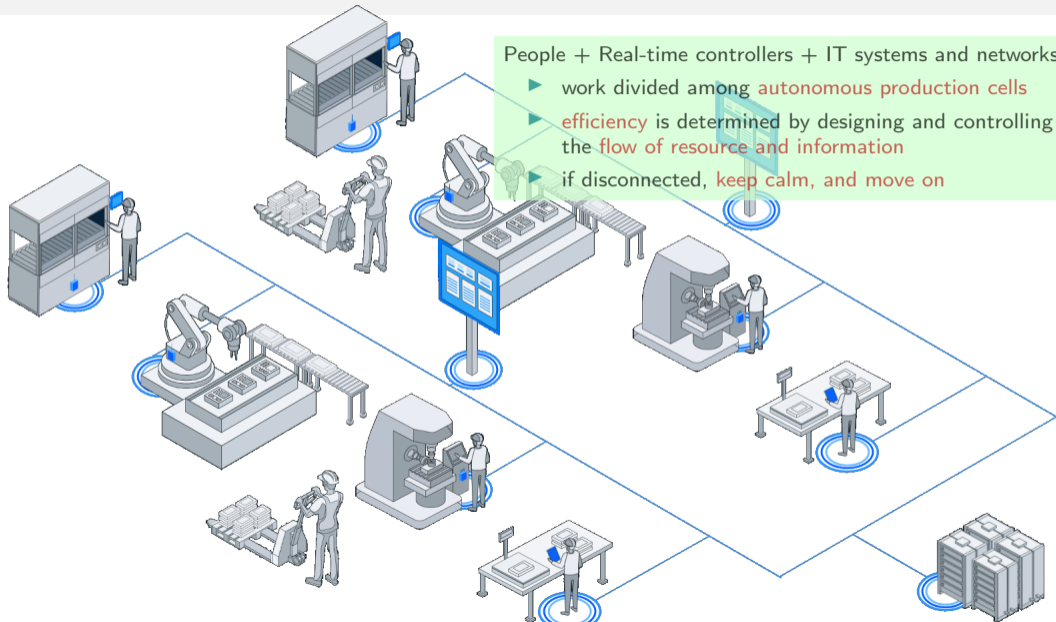 People + Real-time controllers + IT systems and networks
work divided among autonomous production cells
efficiency is determined by designing and controlling
the flow of resource and information
if disconnected, keep calm, and move on